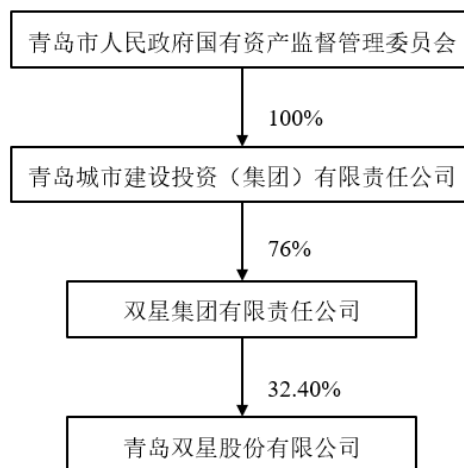 青岛市人民政府国有资产监督管理委员会
100%
青岛城市建设投资（集团）有限责任公司
76%
双星集团有限责任公司
32.40%
青岛双星股份有限公司